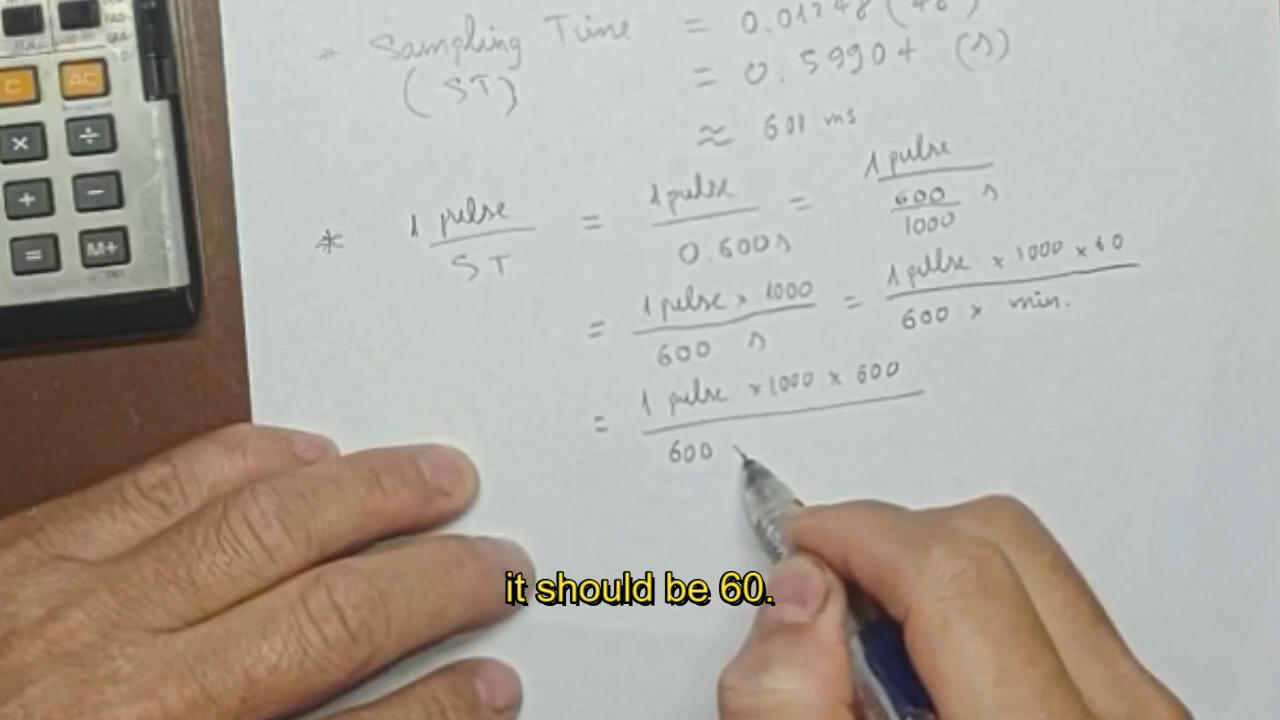 * Sampling Time = 0.01248 (48)
(ST) = 0.59904 (s)
≈ 600 ms
* 1 pulse / ST = 1 pulse / 0.600s = 1 pulse / 600/1000 s
= 1 pulse × 1000 / 600 s = 1 pulse × 1000 × 60 / 600 × min.
= 1 pulse × 1000 × 600 / 600
C AC
× ÷
+ −
= M+
it should be 60.